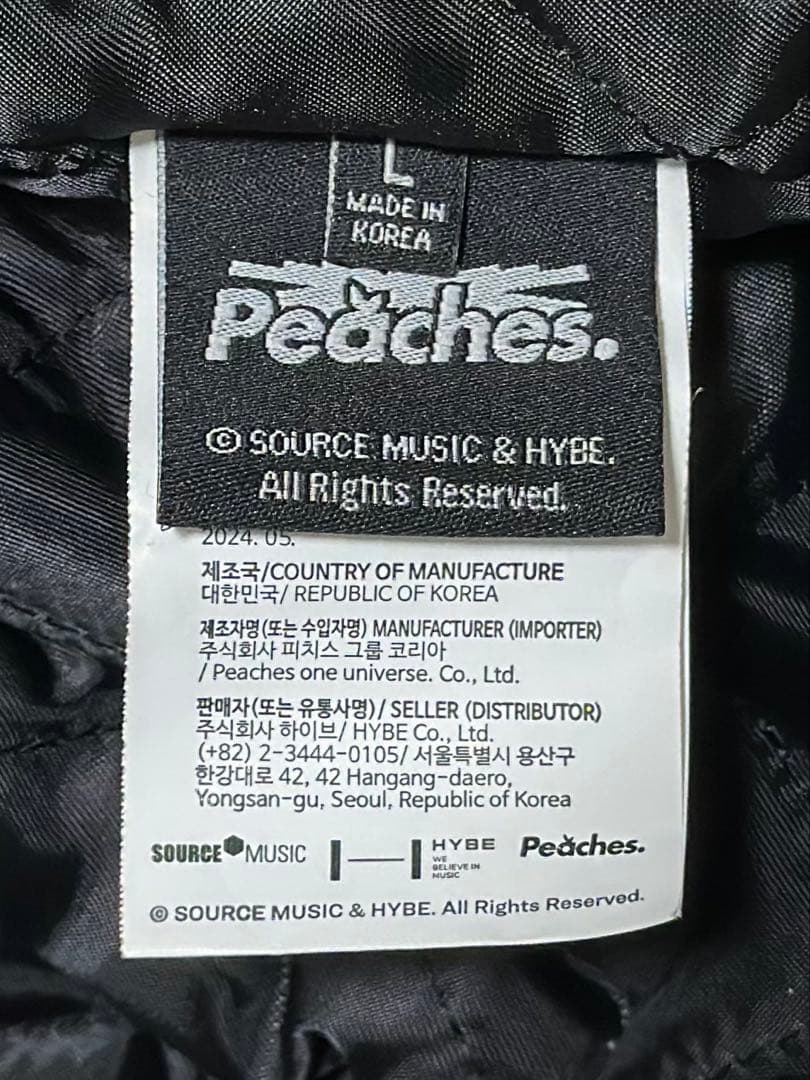 L
MADE IN
KOREA
Peaches.
© SOURCE MUSIC & HYBE.
All Rights Reserved.
2024. 05.
제조국/COUNTRY OF MANUFACTURE
대한민국/ REPUBLIC OF KOREA
제조자명(또는 수입자명) MANUFACTURER (IMPORTER)
주식회사 피치스 그룹 코리아
/ Peaches one universe. Co., Ltd.
판매자(또는 유통사명)/ SELLER (DISTRIBUTOR)
주식회사 하이브/ HYBE Co., Ltd.
(+82) 2-3444-0105/ 서울특별시 용산구
한강대로 42, 42 Hangang-daero,
Yongsan-gu, Seoul, Republic of Korea
SOURCE MUSIC HYBE Peaches.
WE
BELIEVE IN
MUSIC
© SOURCE MUSIC & HYBE. All Rights Reserved.